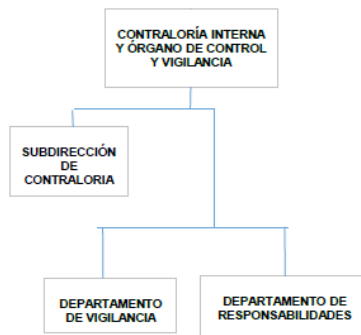 CONTRALORÍA INTERNA
Y ÓRGANO DE CONTROL
Y VIGILANCIA
SUBDIRECCIÓN
DE
CONTRALORIA
DEPARTAMENTO
DE VIGILANCIA
DEPARTAMENTO DE
RESPONSABILIDADES